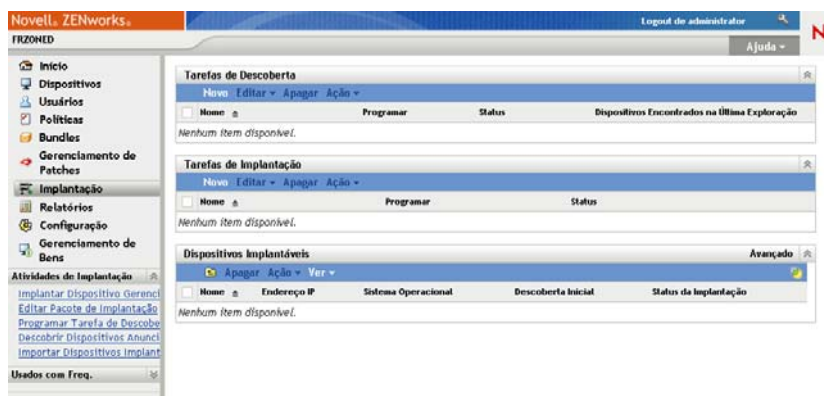 Novell® ZENworks®
Logout de administrator
N
FRZONED
Ajuda
Início
Dispositivos
Usuários
Políticas
Bundles
Gerenciamento de
Patches
Implantação
Relatórios
Configuração
Gerenciamento de
Bens
Atividades de Implantação
Implantar Dispositivo Gerenci
Editar Pacote de Implantação
Programar Tarefa de Descobe
Descobrir Dispositivos Anunci
Importar Dispositivos Implant
Usados com Freq.
Tarefas de Descoberta
Novo Editar Apagar Ação
Nome Programar Status Dispositivos Encontrados na Última Exploração
Nenhum item disponível.
Tarefas de Implantação
Novo Editar Apagar Ação
Nome Programar Status
Nenhum item disponível.
Dispositivos Implantáveis Avançado
Apagar Ação Ver
Nome Endereço IP Sistema Operacional Descoberta Inicial Status da Implantação
Nenhum item disponível.